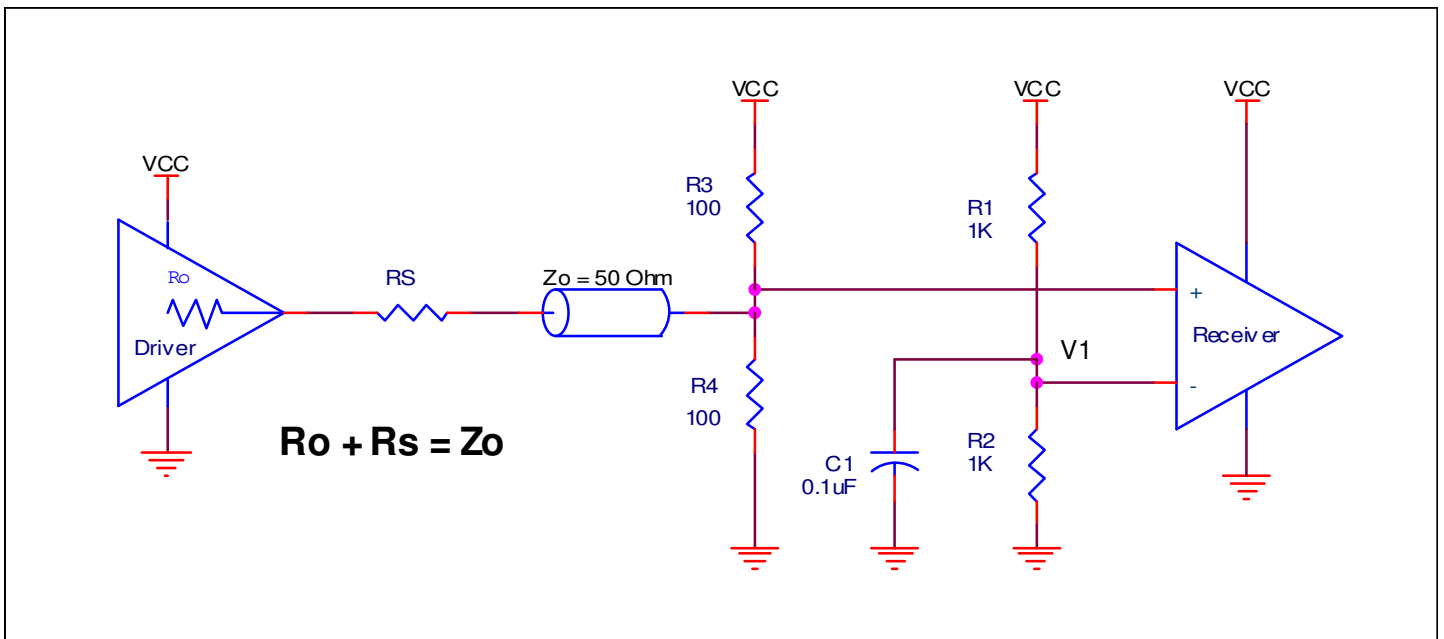 VCC
VCC
VCC
VCC
R3
100
R1
1K
Ro
RS
Zo = 50 Ohm
+
Driver
Receiver
V1
-
R4
100
Ro + Rs = Zo
C1
0.1uF
R2
1K